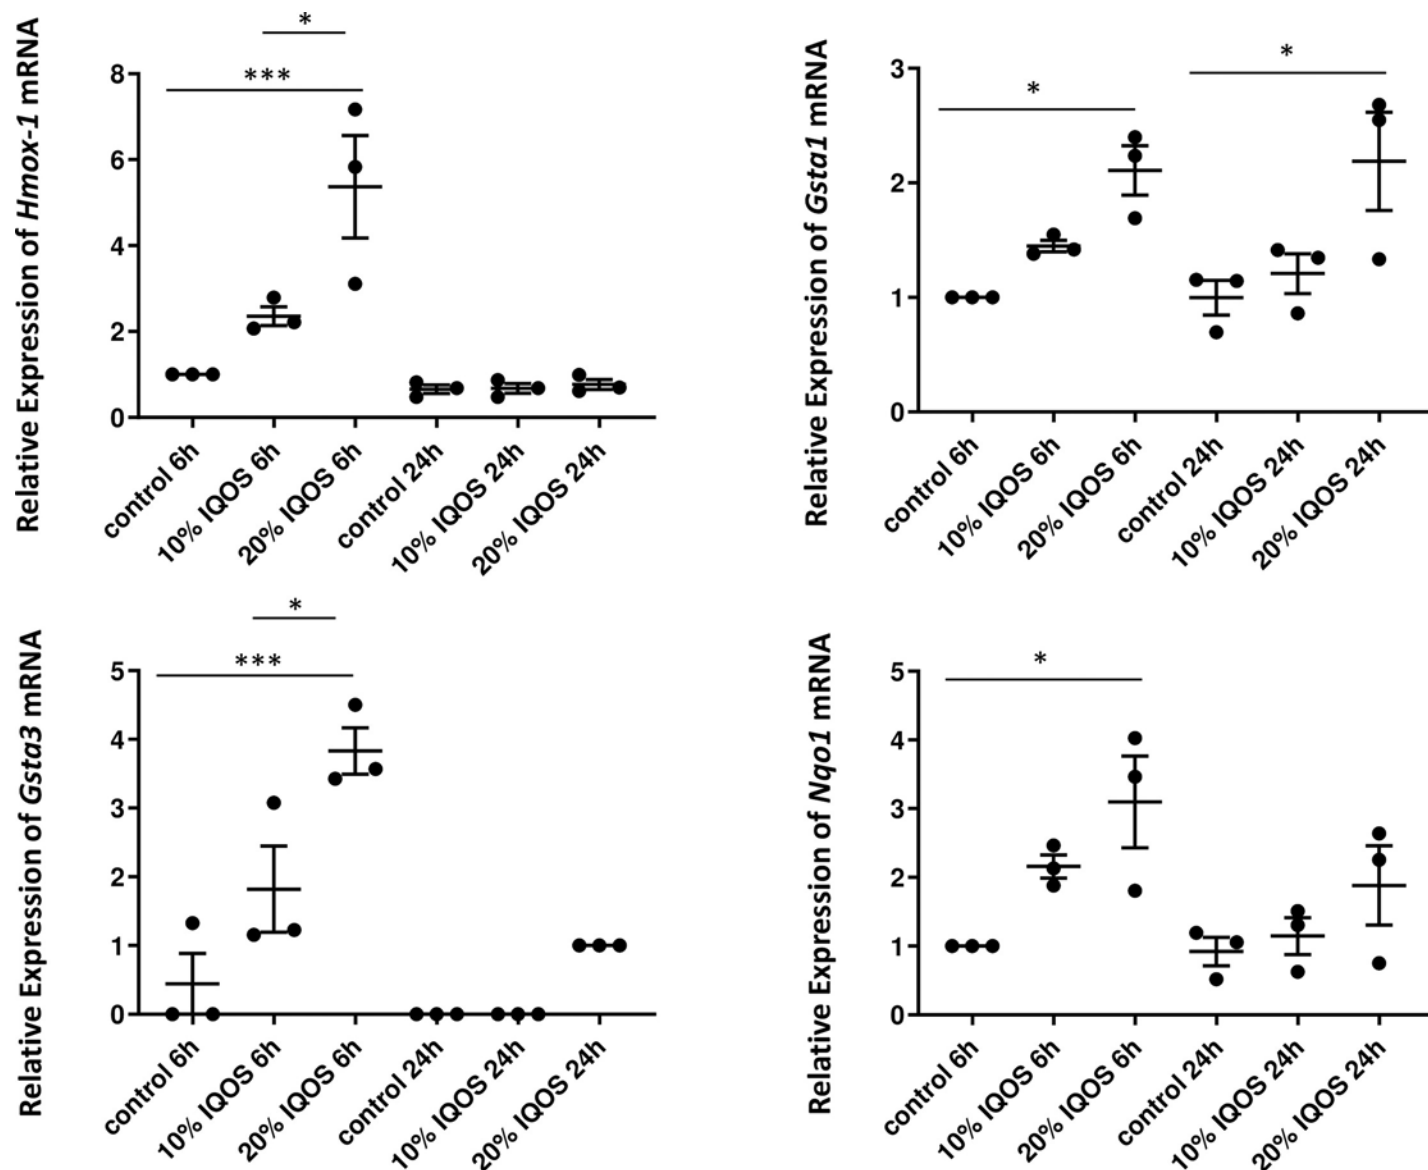 *
***
Relative Expression of Hmox-1 mRNA
8
6
4
2
0
control 6h
10% IQOS 6h
20% IQOS 6h
control 24h
10% IQOS 24h
20% IQOS 24h
*
*
Relative Expression of Gsta1 mRNA
3
2
1
0
control 6h
10% IQOS 6h
20% IQOS 6h
control 24h
10% IQOS 24h
20% IQOS 24h
*
***
Relative Expression of Gsta3 mRNA
5
4
3
2
1
0
control 6h
10% IQOS 6h
20% IQOS 6h
control 24h
10% IQOS 24h
20% IQOS 24h
*
Relative Expression of Nqo1 mRNA
5
4
3
2
1
0
control 6h
10% IQOS 6h
20% IQOS 6h
control 24h
10% IQOS 24h
20% IQOS 24h